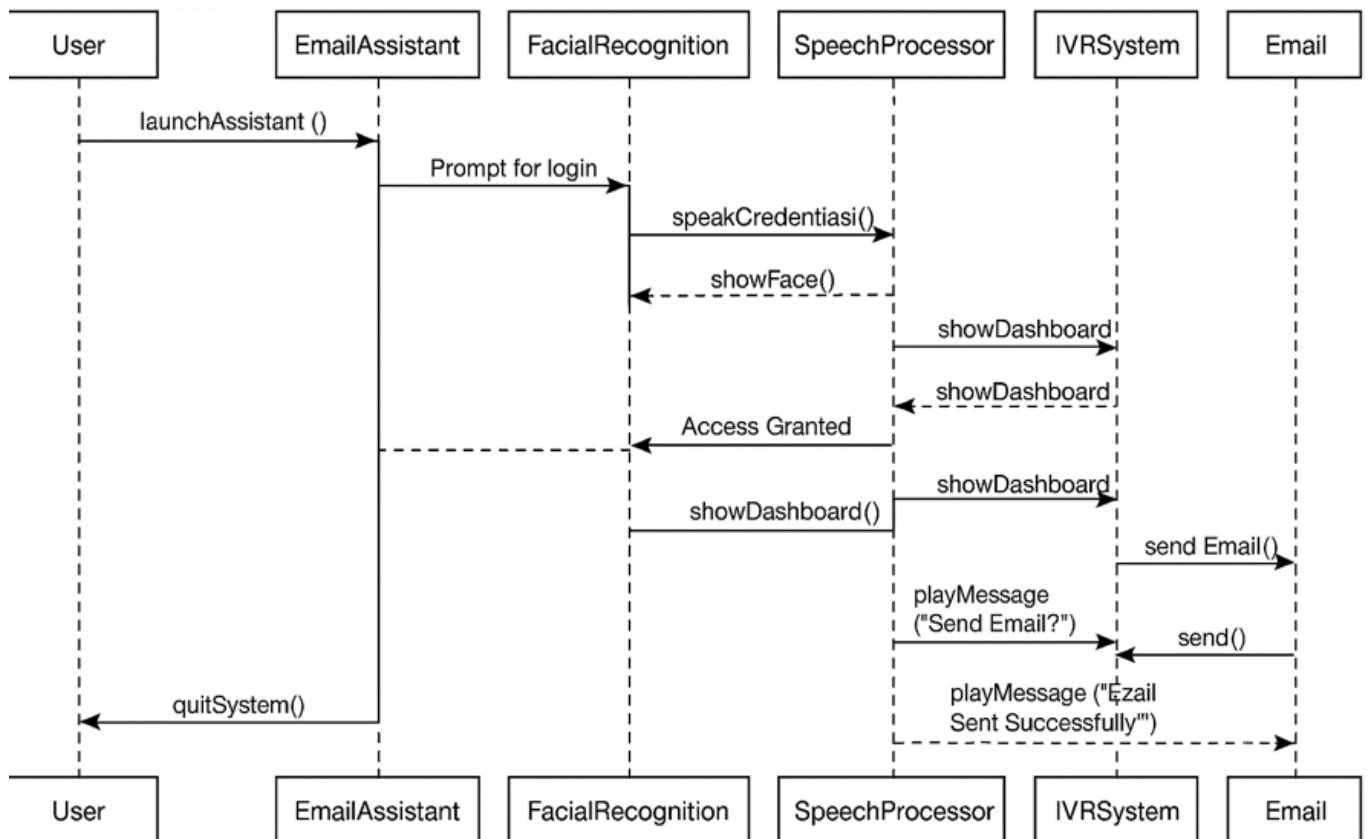 User
EmailAssistant
FacialRecognition
SpeechProcessor
IVRSystem
Email
launchAssistant ()
Prompt for login
speakCredentiasi()
showFace()
showDashboard
showDashboard
Access Granted
showDashboard
showDashboard()
send Email()
playMessage
("Send Email?")
send()
playMessage ("Ezail
Sent Successfully'")
quitSystem()
User
EmailAssistant
FacialRecognition
SpeechProcessor
IVRSystem
Email